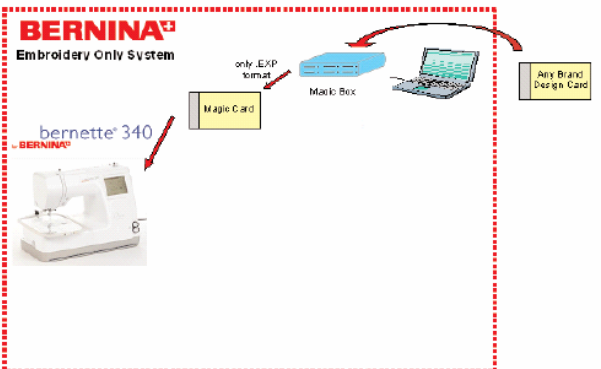 BERNINA
Embroidery Only System
only .EXP
format
Magic Box
Any Brand
Design Card
Magic Card
bernette® 340
by BERNINA